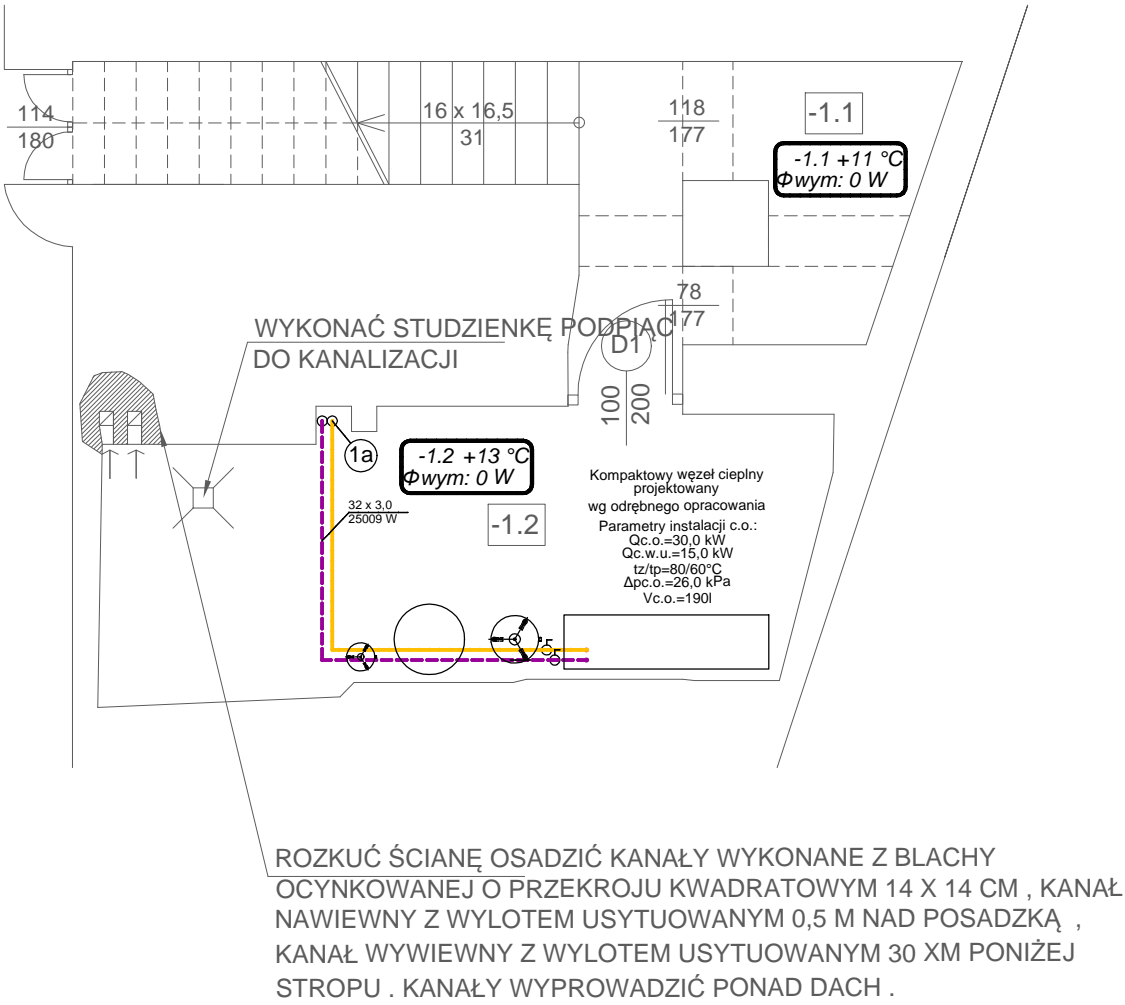 114
180
16 x 16,5
31
118
177
-1.1
-1.1 +11 °C
Φwym: 0 W
78
177
D1
100
200
WYKONAĆ STUDZIENKĘ PODPIĄĆ
DO KANALIZACJI
1a
-1.2 +13 °C
Φwym: 0 W
-1.2
32 x 3,0
25009 W
Kompaktowy węzeł cieplny
projektowany
wg odrębnego opracowania
Parametry instalacji c.o.:
Qc.o.=30,0 kW
Qc.w.u.=15,0 kW
tz/tp=80/60°C
Δpc.o.=26,0 kPa
Vc.o.=190l
ROZKUĆ ŚCIANĘ OSADZIĆ KANAŁY WYKONANE Z BLACHY
OCYNKOWANEJ O PRZEKROJU KWADRATOWYM 14 X 14 CM , KANAŁ
NAWIEWNY Z WYLOTEM USYTUOWANYM 0,5 M NAD POSADZKĄ ,
KANAŁ WYWIEWNY Z WYLOTEM USYTUOWANYM 30 XM PONIŻEJ
STROPU . KANAŁY WYPROWADZIĆ PONAD DACH .